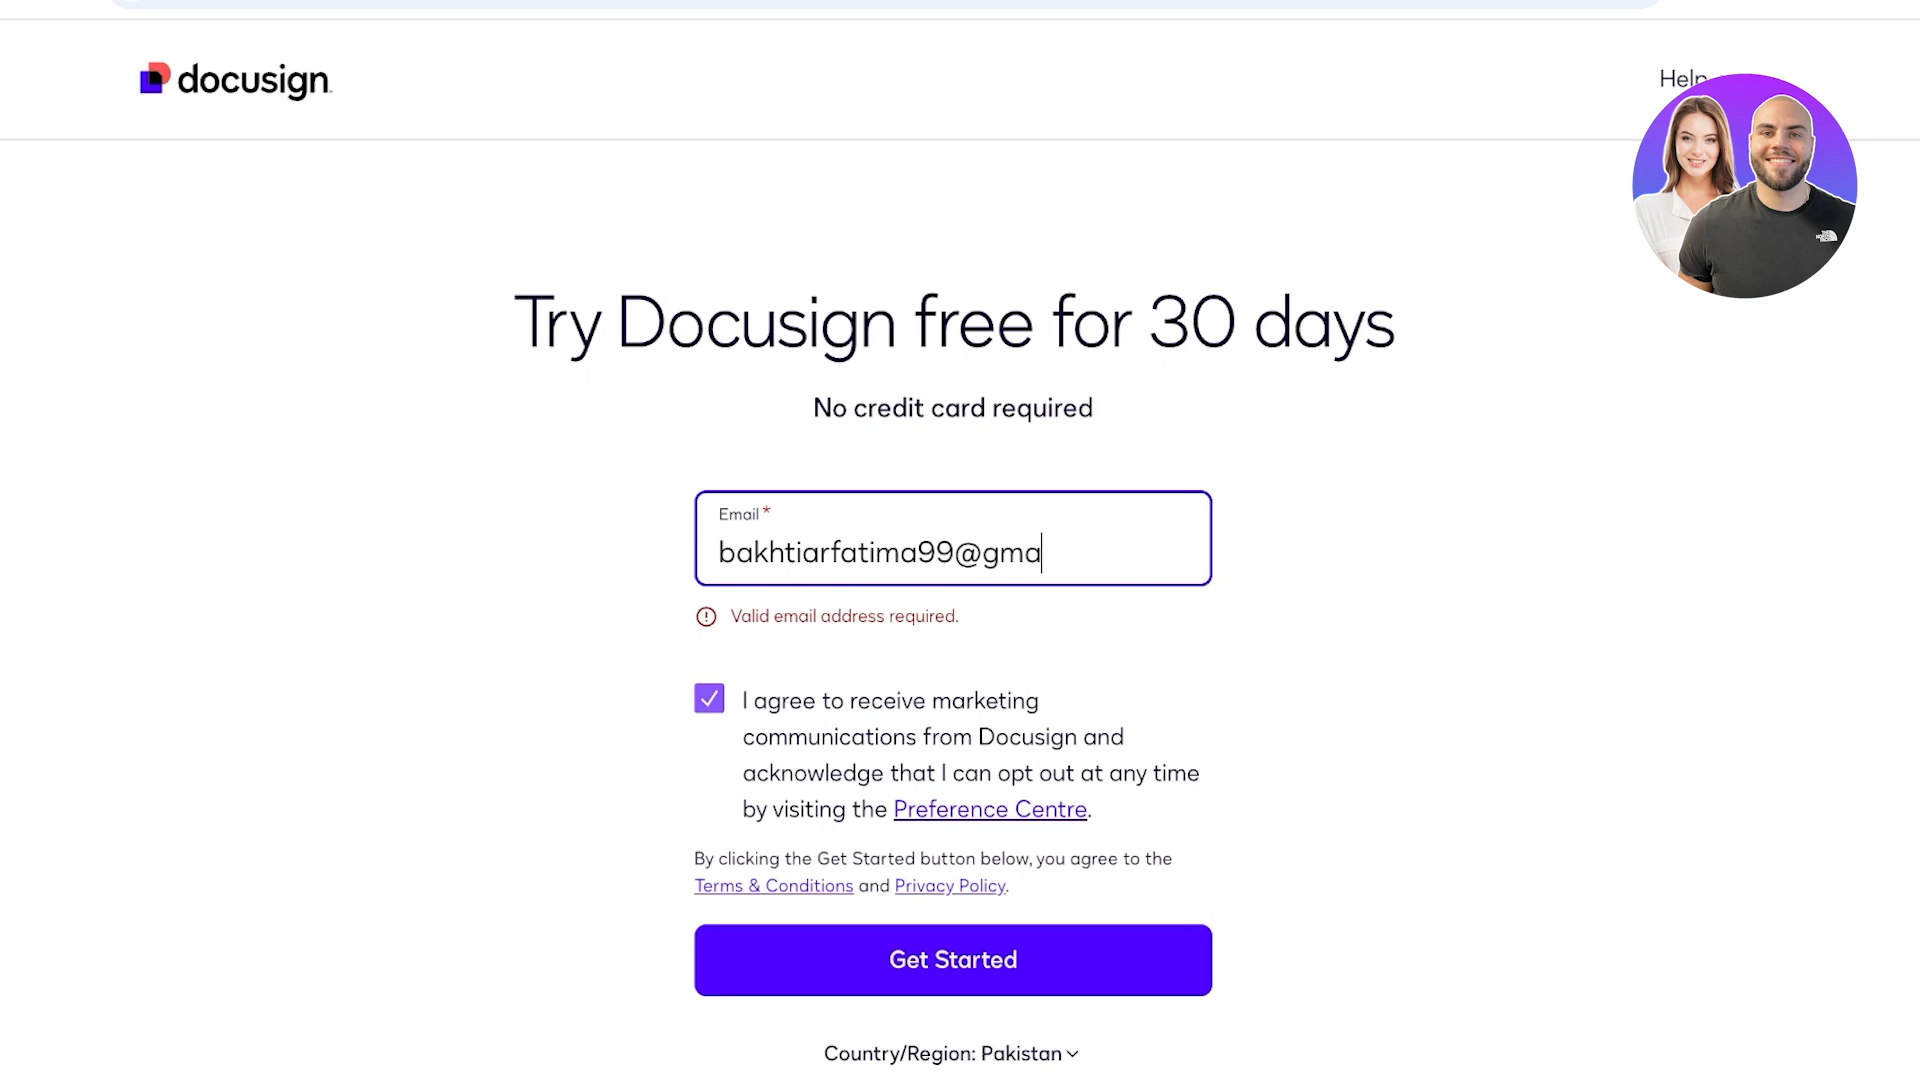 docusign
Help
Try Docusign free for 30 days
No credit card required
Email *
bakhtiarfatima99@gma
Valid email address required.
I agree to receive marketing
communications from Docusign and
acknowledge that I can opt out at any time
by visiting the Preference Centre.
By clicking the Get Started button below, you agree to the
Terms & Conditions and Privacy Policy.
Get Started
Country/Region: Pakistan